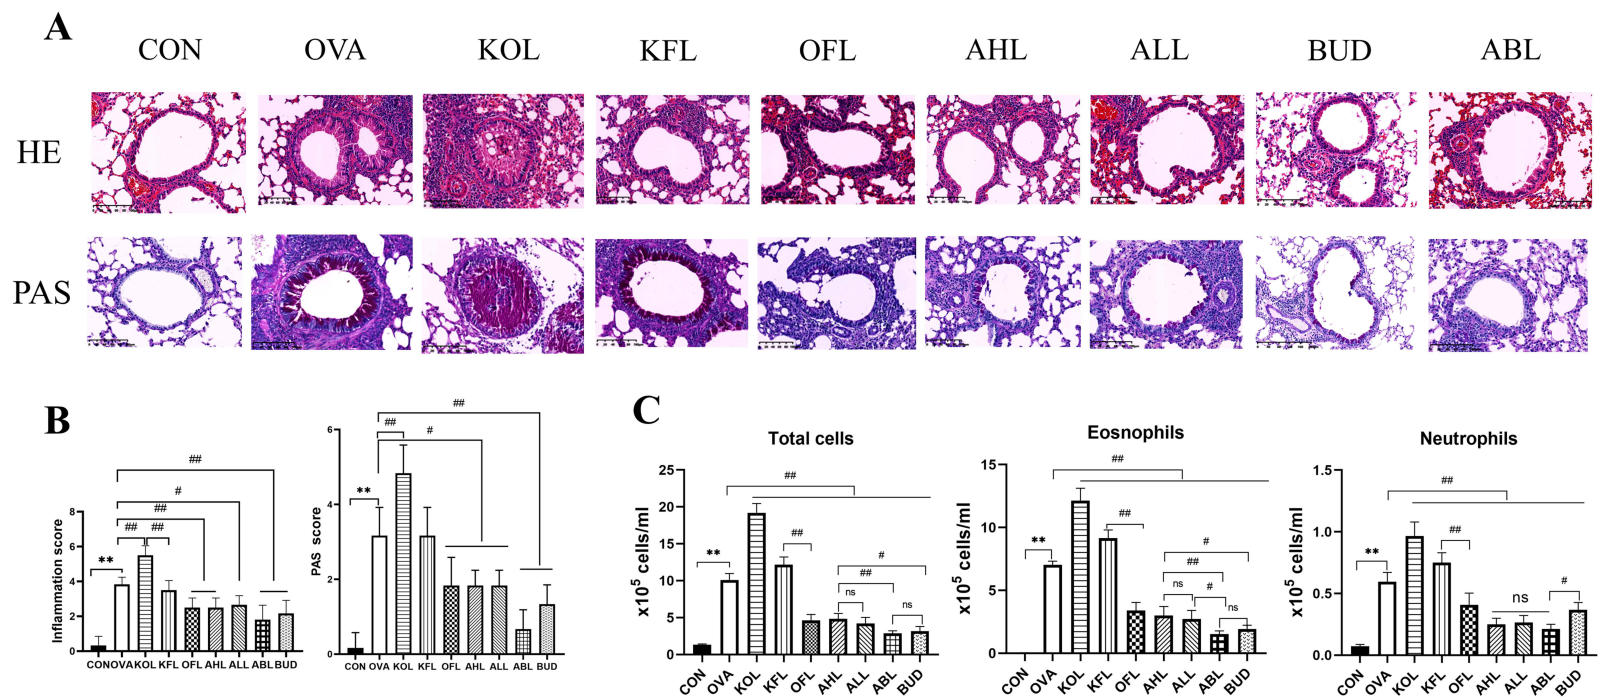 A
CON OVA KOL KFL OFL AHL ALL BUD ABL
HE
PAS
B
##
#
##
## ##
**
Inflammation score
8
6
4
2
0
CON OVA KOL KFL OFL AHL ALL ABL BUD
##
## #
**
PAS score
6
4
2
0
CON OVA KOL KFL OFL AHL ALL ABL BUD
C
Total cells
x10⁵ cells/ml
25
20
15
10
5
0
##
**
##
#
##
ns
ns
CON OVA KOL KFL OFL AHL ALL ABL BUD
Eosnophils
x10⁵ cells/ml
15
10
5
0
##
**
##
#
##
ns #
ns
CON OVA KOL KFL OFL AHL ALL ABL BUD
Neutrophils
x10⁵ cells/ml
1.5
1.0
0.5
0.0
##
**
##
ns
#
CON OVA KOL KFL OFL AHL ALL ABL BUD